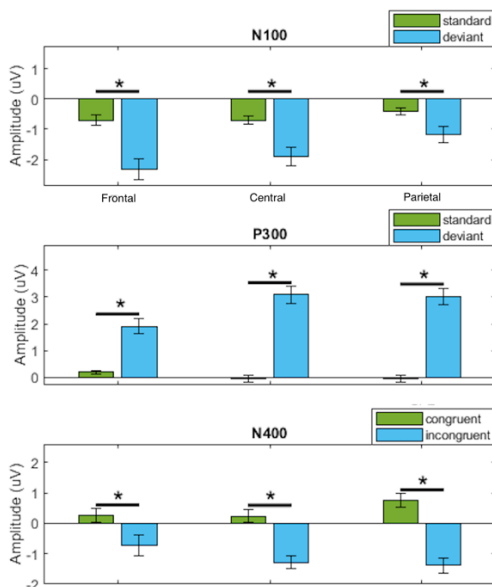 N100
standard
deviant
Amplitude (uV)
1
0
-1
-2
* * *
Frontal Central Parietal
P300
standard
deviant
Amplitude (uV)
4
3
2
1
0
* * *
N400
congruent
incongruent
Amplitude (uV)
2
1
0
-1
-2
* * *